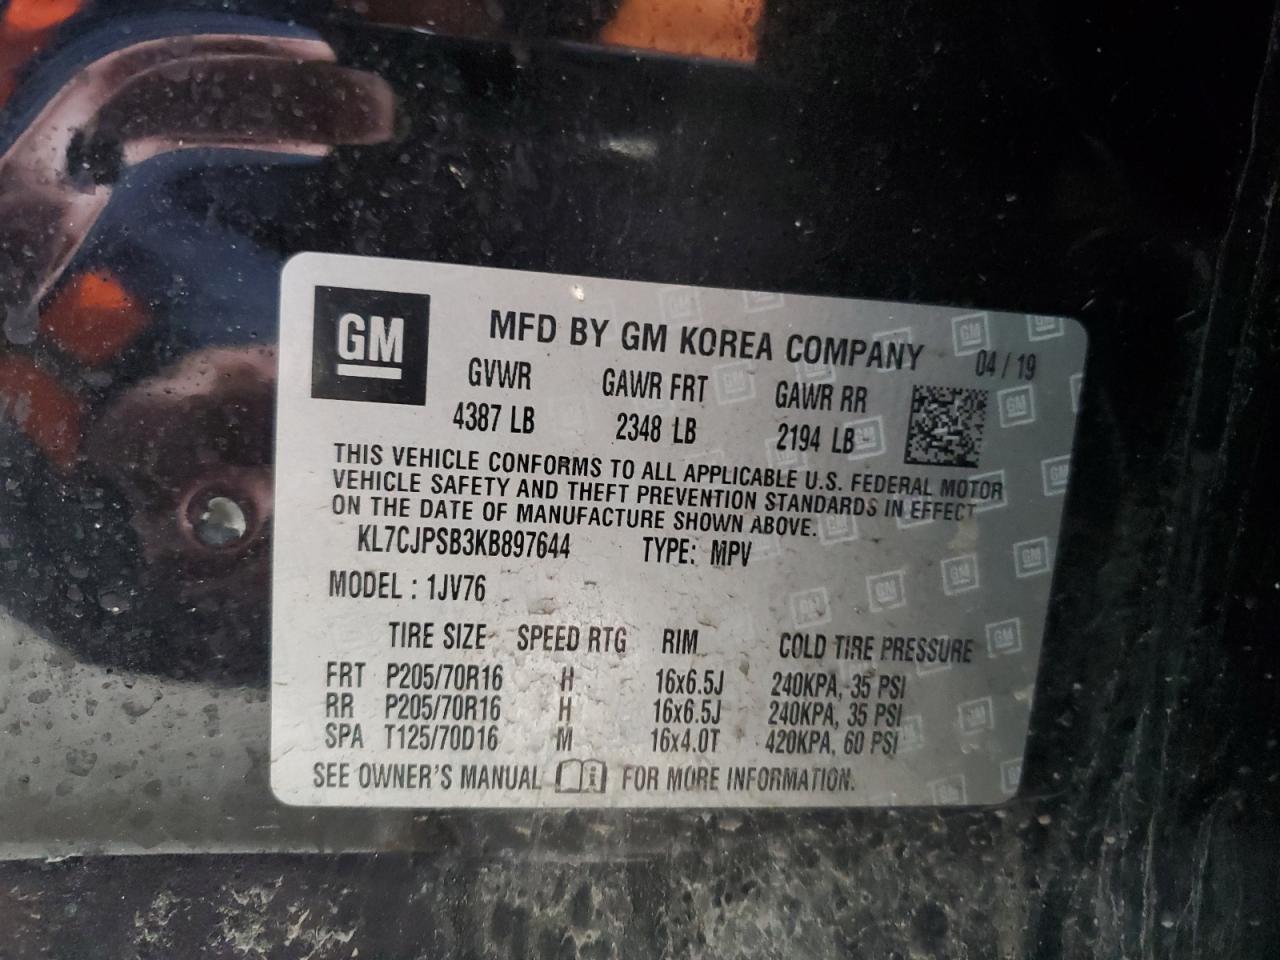 GM
MFD BY GM KOREA COMPANY 04 / 19
GVWR GAWR FRT GAWR RR
4387 LB 2348 LB 2194 LB
THIS VEHICLE CONFORMS TO ALL APPLICABLE U.S. FEDERAL MOTOR
VEHICLE SAFETY AND THEFT PREVENTION STANDARDS IN EFFECT
ON THE DATE OF MANUFACTURE SHOWN ABOVE.
KL7CJPSB3KB897644 TYPE: MPV
MODEL : 1JV76
TIRE SIZE SPEED RTG RIM COLD TIRE PRESSURE
FRT P205/70R16 H 16x6.5J 240KPA, 35 PSI
RR P205/70R16 H 16x6.5J 240KPA, 35 PSI
SPA T125/70D16 M 16x4.0T 420KPA, 60 PSI
SEE OWNER'S MANUAL i FOR MORE INFORMATION.